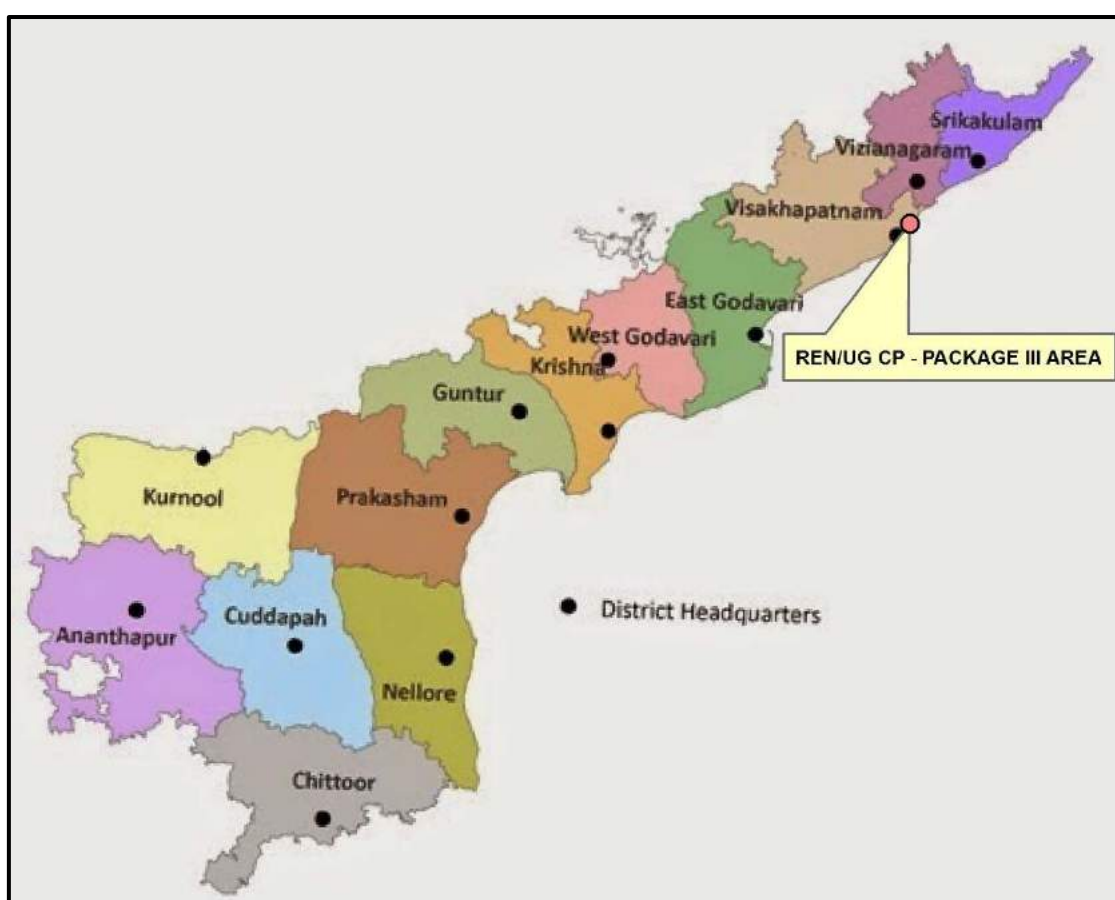 Srikakulam
Vizianagaram
Visakhapatnam
East Godavari
REN/UG CP - PACKAGE III AREA
West Godavari
Krishna
Guntur
Kurnool
Prakasham
District Headquarters
Cuddapah
Ananthapur
Nellore
Chittoor